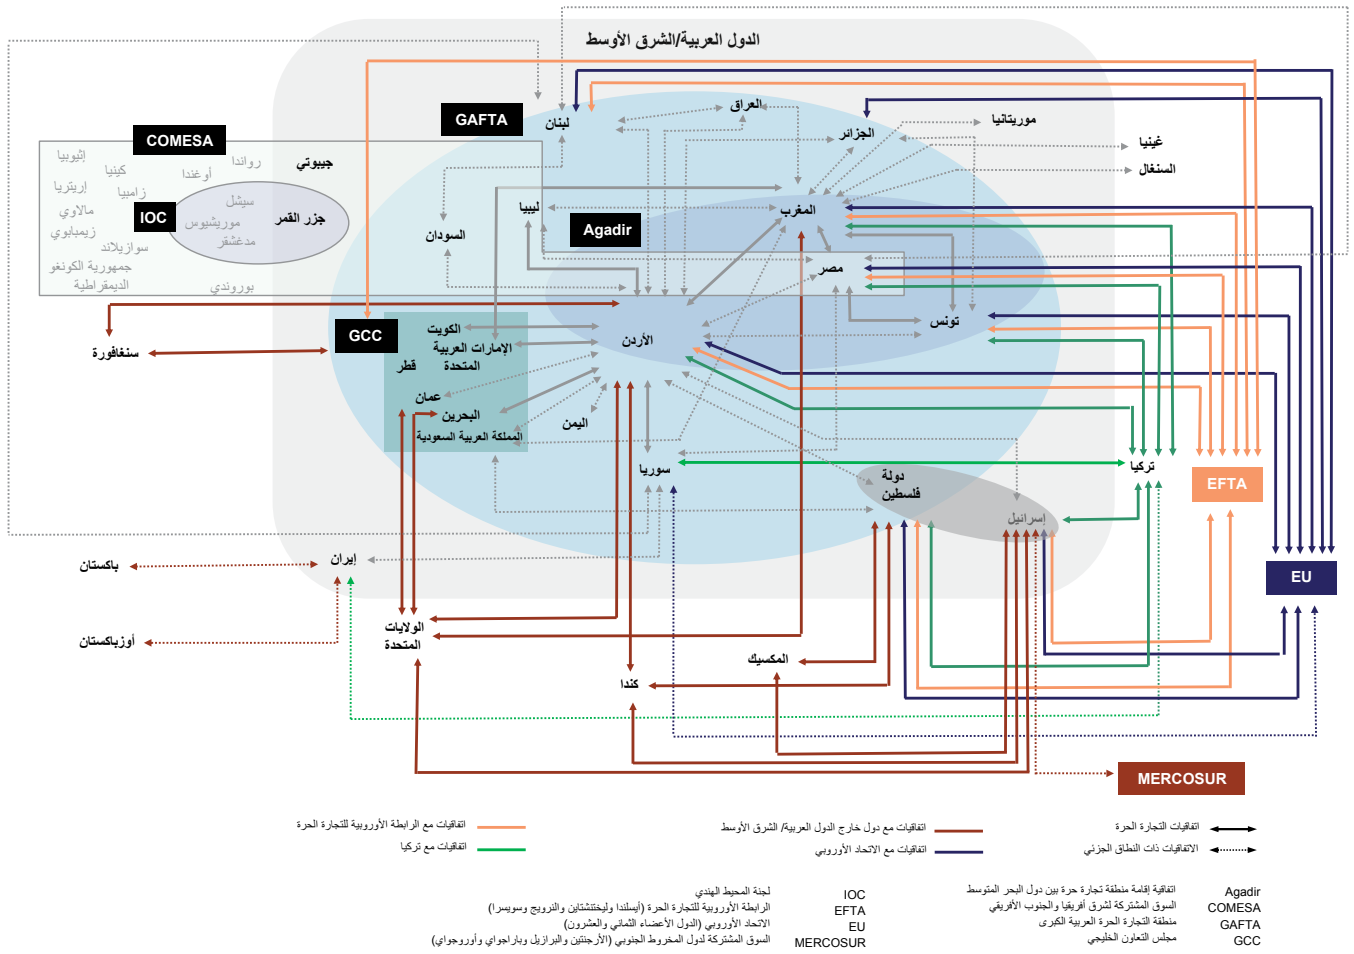 الدول العربية/الشرق الأوسط
GAFTA
العراق
لبنان
الجزائر
موريتانيا
غينيا
السنغال
COMESA
إثيوبيا
كينيا
رواندا
أوغندا
جيبوتي
إريتريا
زامبيا
مالاوي
زيمبابوي
سوازيلاند
جمهورية الكونغو
الديمقراطية
بوروندي
IOC
سيشل
موريشيوس
مدغشقر
جزر القمر
ليبيا
السودان
Agadir
المغرب
مصر
تونس
الأردن
GCC
الكويت
الإمارات العربية
المتحدة
قطر
عمان
البحرين
المملكة العربية السعودية
سنغافورة
اليمن
سوريا
دولة
فلسطين
إسرائيل
تركيا
EFTA
EU
إيران
باكستان
أوزباكستان
الولايات
المتحدة
المكسيك
كندا
MERCOSUR
اتفاقيات التجارة الحرة
الاتفاقيات ذات النطاق الجزئي
اتفاقيات مع دول خارج الدول العربية/ الشرق الأوسط
اتفاقيات مع الاتحاد الأوروبي
اتفاقيات مع الرابطة الأوروبية للتجارة الحرة
اتفاقيات مع تركيا
Agadir اتفاقية إقامة منطقة تجارة حرة بين دول البحر المتوسط
COMESA السوق المشتركة لشرق أفريقيا والجنوب الأفريقي
GAFTA منطقة التجارة الحرة العربية الكبرى
GCC مجلس التعاون الخليجي
IOC لجنة المحيط الهندي
EFTA الرابطة الأوروبية للتجارة الحرة (أيسلندا وليختنشتاين والنرويج وسويسرا)
EU الاتحاد الأوروبي (الدول الأعضاء الثماني والعشرون)
MERCOSUR السوق المشتركة لدول المخروط الجنوبي (الأرجنتين والبرازيل وباراجواي وأوروجواي)